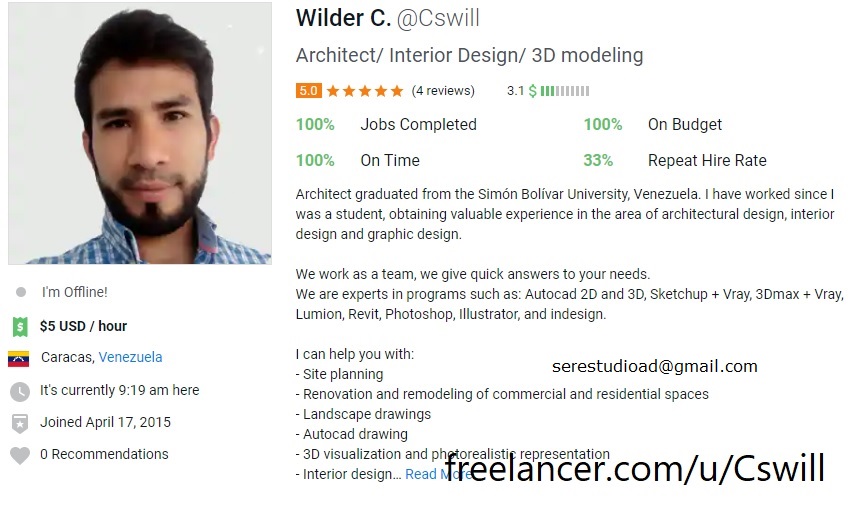 Wilder C. @Cswill
Architect/ Interior Design/ 3D modeling
5.0 (4 reviews) 3.1 $
100% Jobs Completed 100% On Budget
100% On Time 33% Repeat Hire Rate
Architect graduated from the Simón Bolívar University, Venezuela. I have worked since I
was a student, obtaining valuable experience in the area of architectural design, interior
design and graphic design.
We work as a team, we give quick answers to your needs.
We are experts in programs such as: Autocad 2D and 3D, Sketchup + Vray, 3Dmax + Vray,
Lumion, Revit, Photoshop, Illustrator, and indesign.
I can help you with:
- Site planning
serestudioad@gmail.com
- Renovation and remodeling of commercial and residential spaces
- Landscape drawings
- Autocad drawing
- 3D visualization and photorealistic representation
- Interior design... Read More
freelancer.com/u/Cswill
I'm Offline!
$ $5 USD / hour
Caracas, Venezuela
It's currently 9:19 am here
Joined April 17, 2015
0 Recommendations